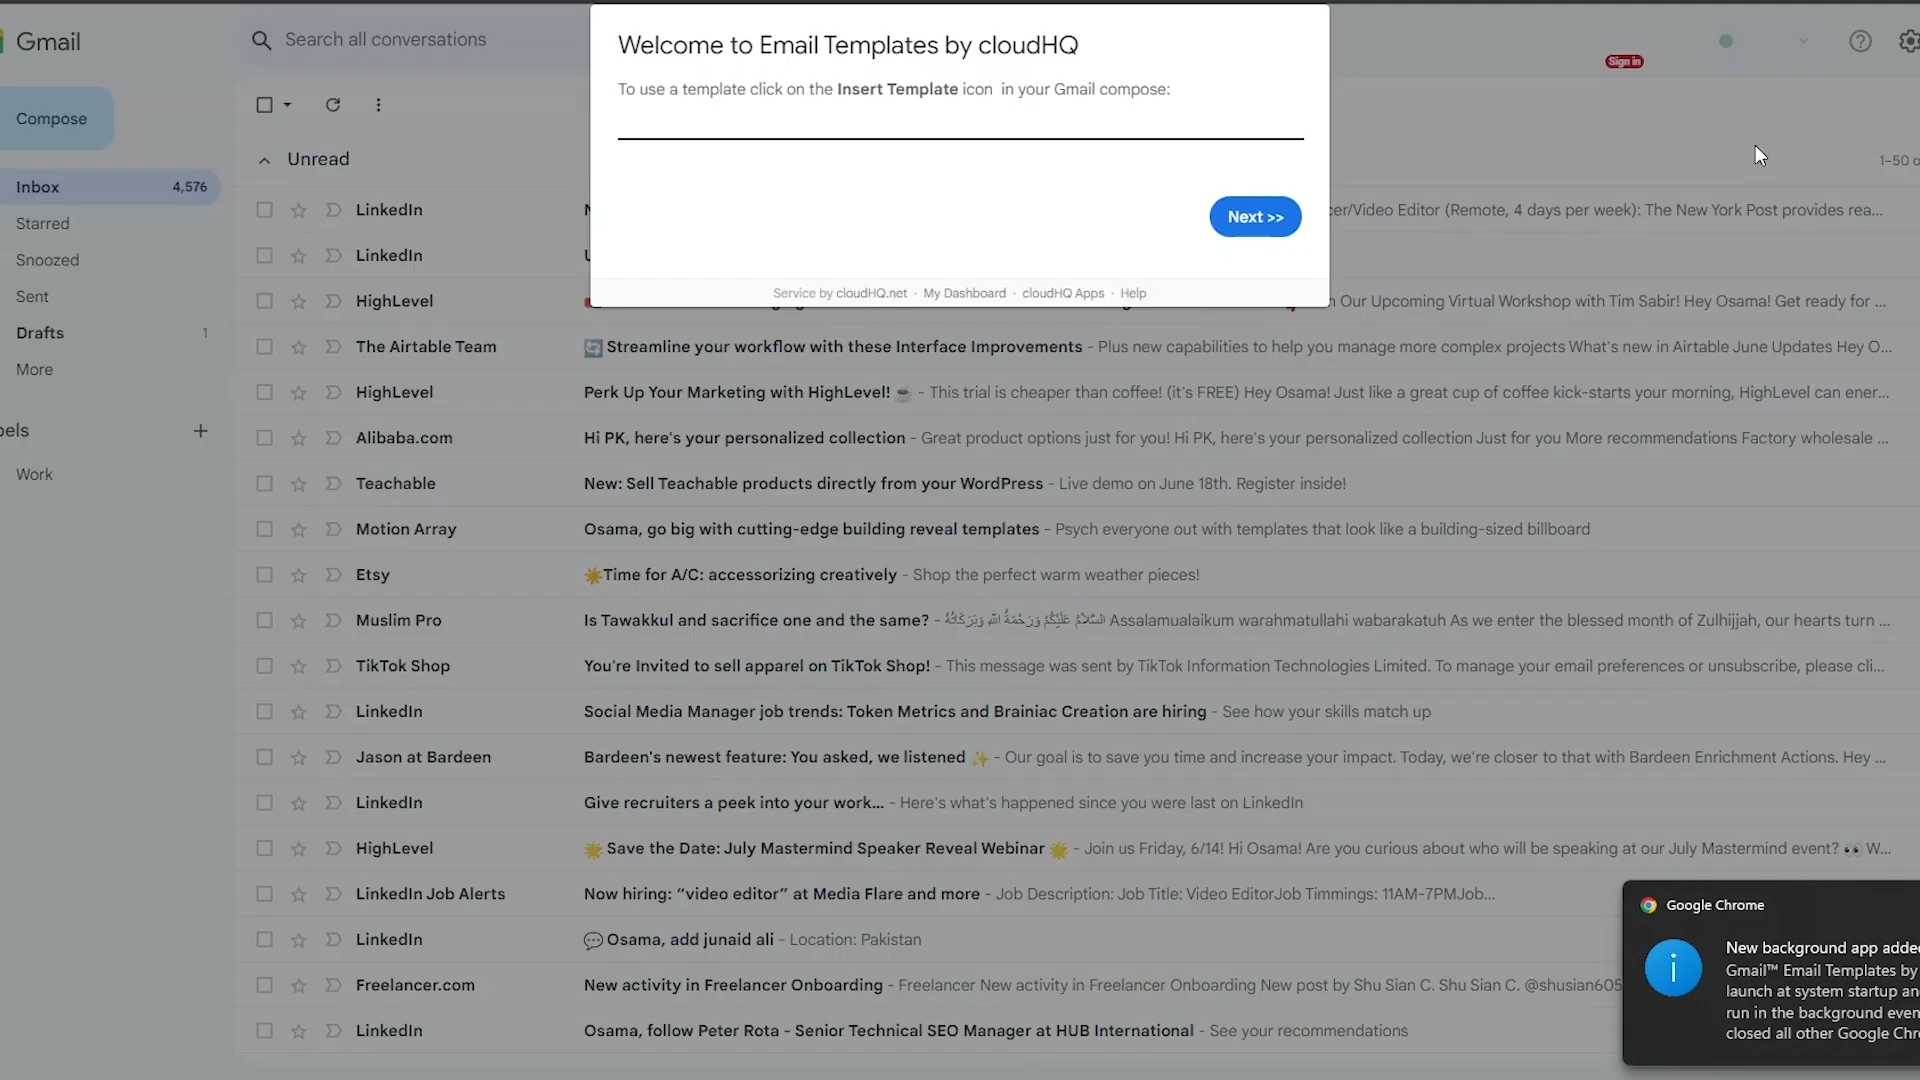 Gmail
Search all conversations
Welcome to Email Templates by cloudHQ
To use a template click on the Insert Template icon in your Gmail compose:
Next >>
Service by cloudHQ.net · My Dashboard · cloudHQ Apps · Help
Sign in
Compose
Inbox 4,576
Starred
Snoozed
Sent
Drafts 1
More
Work
Unread
1–50
LinkedIn cer/Video Editor (Remote, 4 days per week): The New York Post provides rea...
LinkedIn
HighLevel Our Upcoming Virtual Workshop with Tim Sabir! Hey Osama! Get ready for ...
The Airtable Team Streamline your workflow with these Interface Improvements - Plus new capabilities to help you manage more complex projects What's new in Airtable June Updates Hey O...
HighLevel Perk Up Your Marketing with HighLevel! ☕ - This trial is cheaper than coffee! (it's FREE) Hey Osama! Just like a great cup of coffee kick-starts your morning, HighLevel can ener...
Alibaba.com Hi PK, here's your personalized collection - Great product options just for you! Hi PK, here's your personalized collection Just for you More recommendations Factory wholesale ...
Teachable New: Sell Teachable products directly from your WordPress - Live demo on June 18th. Register inside!
Motion Array Osama, go big with cutting-edge building reveal templates - Psych everyone out with templates that look like a building-sized billboard
Etsy Time for A/C: accessorizing creatively - Shop the perfect warm weather pieces!
Muslim Pro Is Tawakkul and sacrifice one and the same? - السَّلاَمُ عَلَيْكُمْ وَرَحْمَةُ اللهِ وَبَرَكَاتُهُ Assalamualaikum warahmatullahi wabarakatuh As we enter the blessed month of Zulhijjah, our hearts turn ...
TikTok Shop You're Invited to sell apparel on TikTok Shop! - This message was sent by TikTok Information Technologies Limited. To manage your email preferences or unsubscribe, please cli...
LinkedIn Social Media Manager job trends: Token Metrics and Brainiac Creation are hiring - See how your skills match up
Jason at Bardeen Bardeen's newest feature: You asked, we listened ✨ - Our goal is to save you time and increase your impact. Today, we're closer to that with Bardeen Enrichment Actions. Hey ...
LinkedIn Give recruiters a peek into your work... - Here's what's happened since you were last on LinkedIn
HighLevel Save the Date: July Mastermind Speaker Reveal Webinar - Join us Friday, 6/14! Hi Osama! Are you curious about who will be speaking at our July Mastermind event? 👀 W...
LinkedIn Job Alerts Now hiring: “video editor” at Media Flare and more - Job Description: Job Title: Video EditorJob Timmings: 11AM-7PMJob...
LinkedIn Osama, add junaid ali - Location: Pakistan
Freelancer.com New activity in Freelancer Onboarding - Freelancer New activity in Freelancer Onboarding New post by Shu Sian C. Shu Sian C. @shusian605
LinkedIn Osama, follow Peter Rota - Senior Technical SEO Manager at HUB International - See your recommendations
Google Chrome
New background app added
Gmail™ Email Templates by
launch at system startup and
run in the background even
closed all other Google Chr